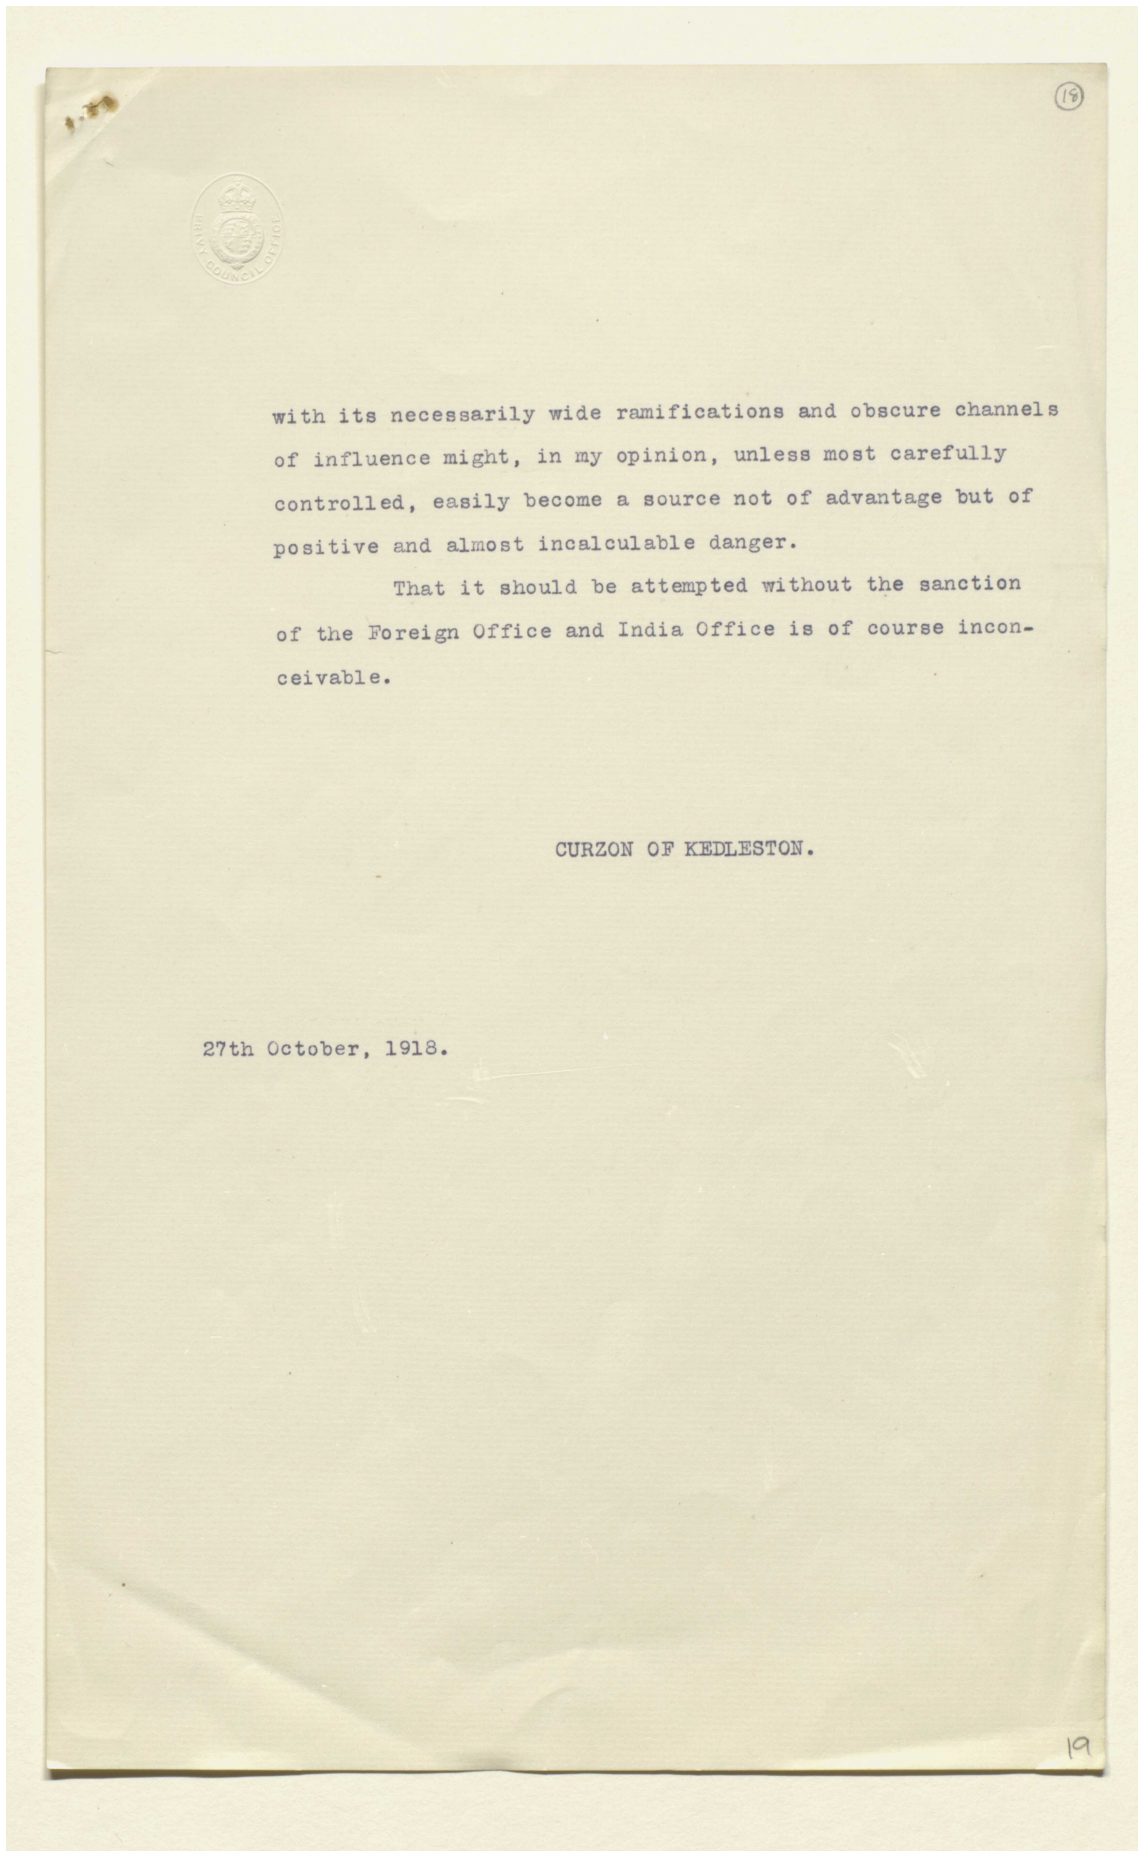 18
PRIVY COUNCIL OFFICE
with its necessarily wide ramifications and obscure channels
of influence might, in my opinion, unless most carefully
controlled, easily become a source not of advantage but of
positive and almost incalculable danger.
That it should be attempted without the sanction
of the Foreign Office and India Office is of course incon-
ceivable.
CURZON OF KEDLESTON.
27th October, 1918.
19